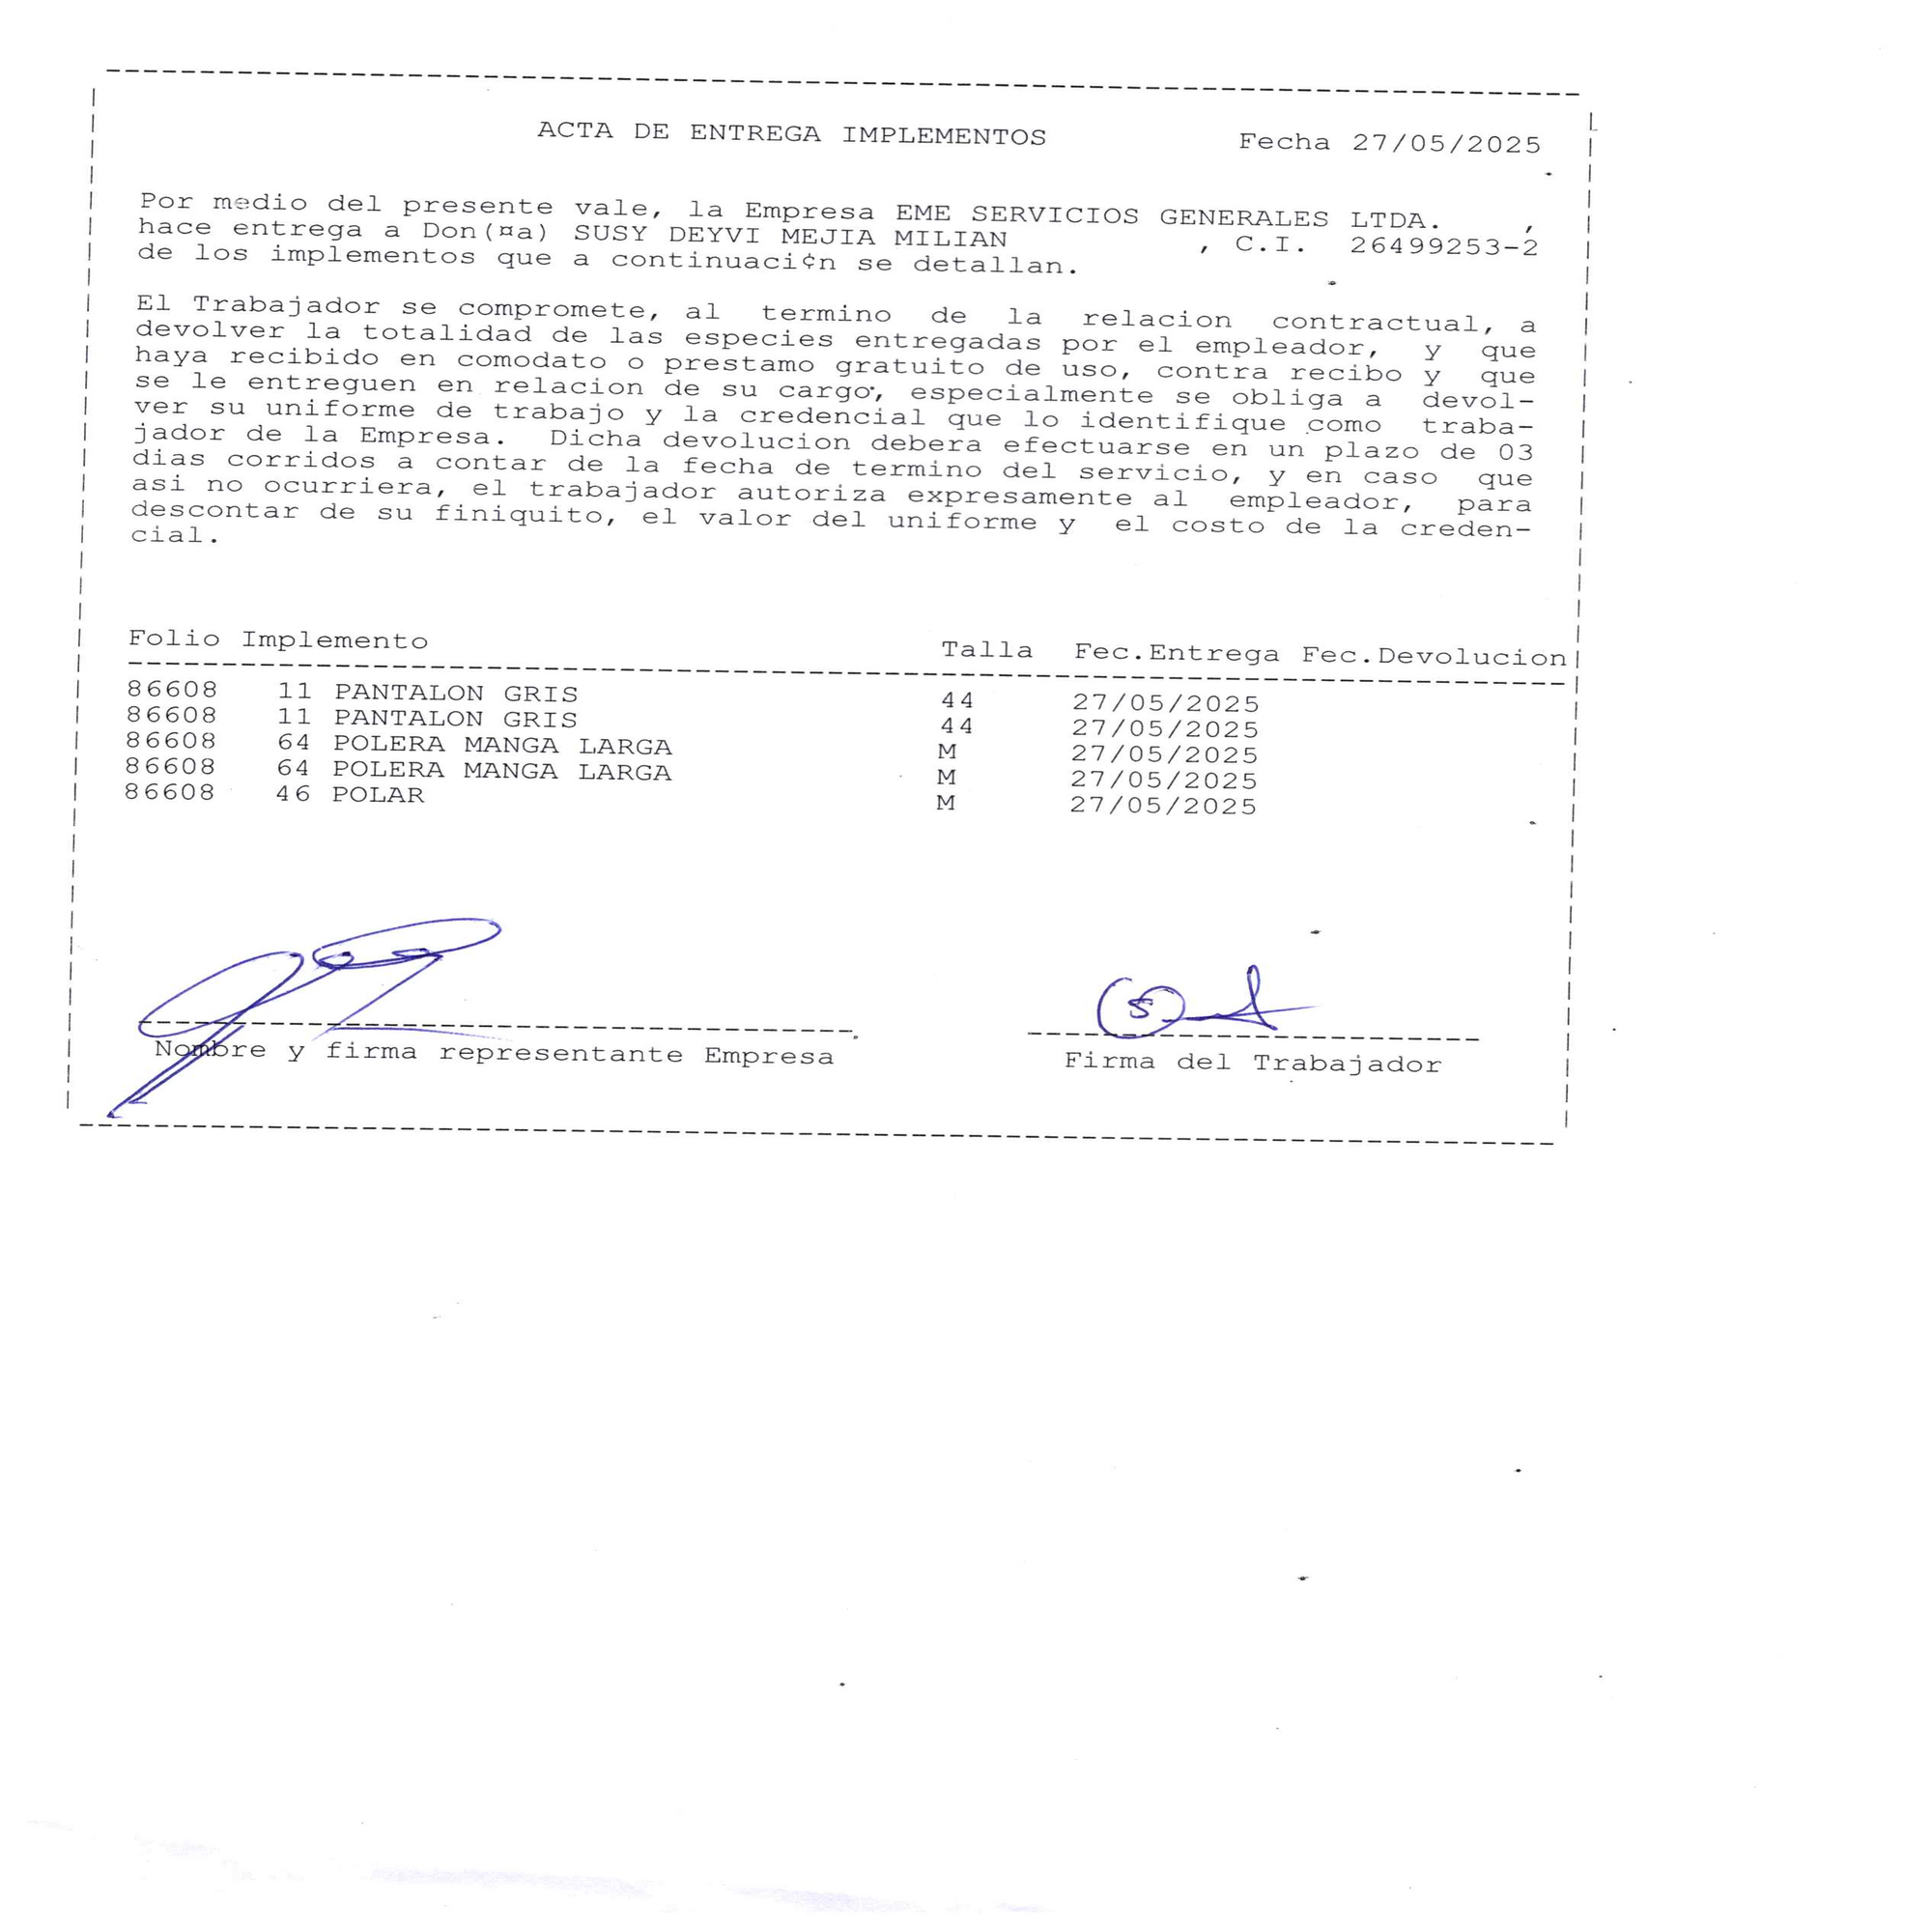 ACTA DE ENTREGA IMPLEMENTOS Fecha 27/05/2025
Por medio del presente vale, la Empresa EME SERVICIOS GENERALES LTDA. ,
hace entrega a Don(¤a) SUSY DEYVI MEJIA MILIAN , C.I. 26499253-2
de los implementos que a continuaci¢n se detallan.
El Trabajador se compromete, al termino de la relacion contractual, a
devolver la totalidad de las especies entregadas por el empleador, y que
haya recibido en comodato o prestamo gratuito de uso, contra recibo y que
se le entreguen en relacion de su cargo, especialmente se obliga a devol-
ver su uniforme de trabajo y la credencial que lo identifique como traba-
jador de la Empresa. Dicha devolucion debera efectuarse en un plazo de 03
dias corridos a contar de la fecha de termino del servicio, y en caso que
asi no ocurriera, el trabajador autoriza expresamente al empleador, para
descontar de su finiquito, el valor del uniforme y el costo de la creden-
cial.
Folio Implemento Talla Fec.Entrega Fec.Devolucion
86608 11 PANTALON GRIS 44 27/05/2025
86608 11 PANTALON GRIS 44 27/05/2025
86608 64 POLERA MANGA LARGA M 27/05/2025
86608 64 POLERA MANGA LARGA M 27/05/2025
86608 46 POLAR M 27/05/2025
Nombre y firma representante Empresa Firma del Trabajador